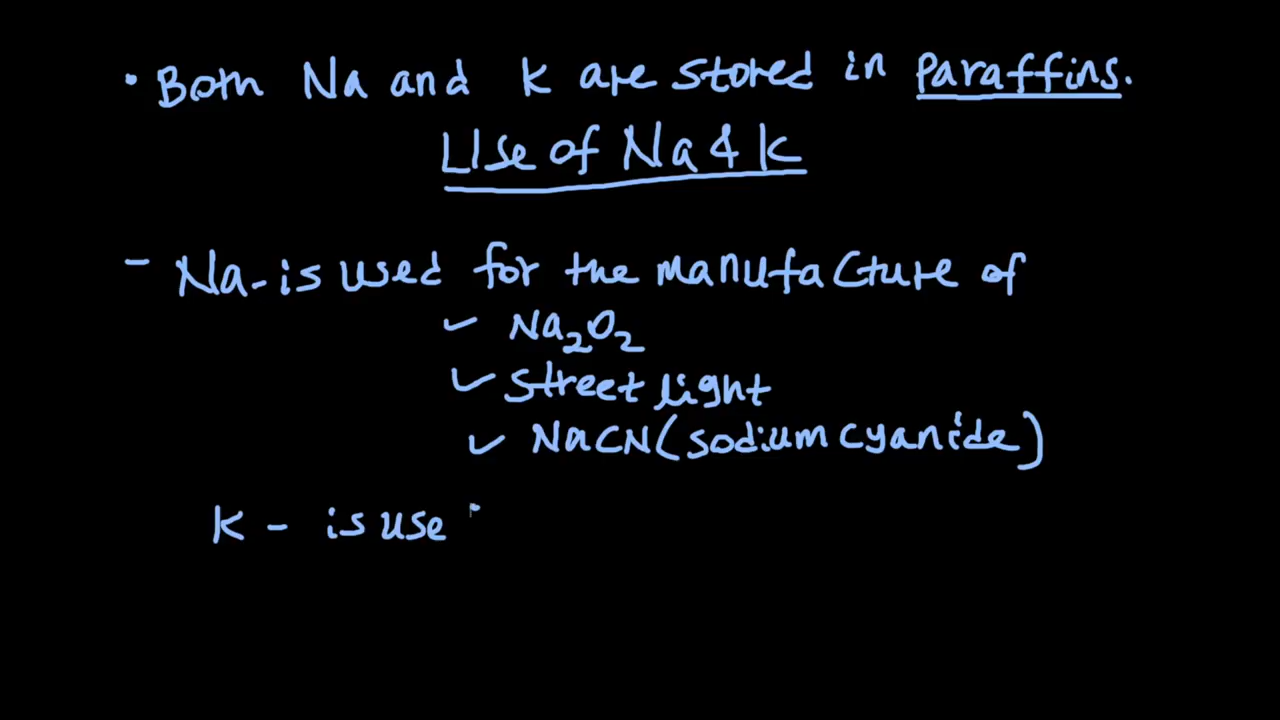 • Both Na and K are stored in Paraffins.
Use of Na & K
- Na - is used for the manufacture of
✓ Na₂O₂
✓ Street light
✓ NaCN (sodium cyanide)
K - is use